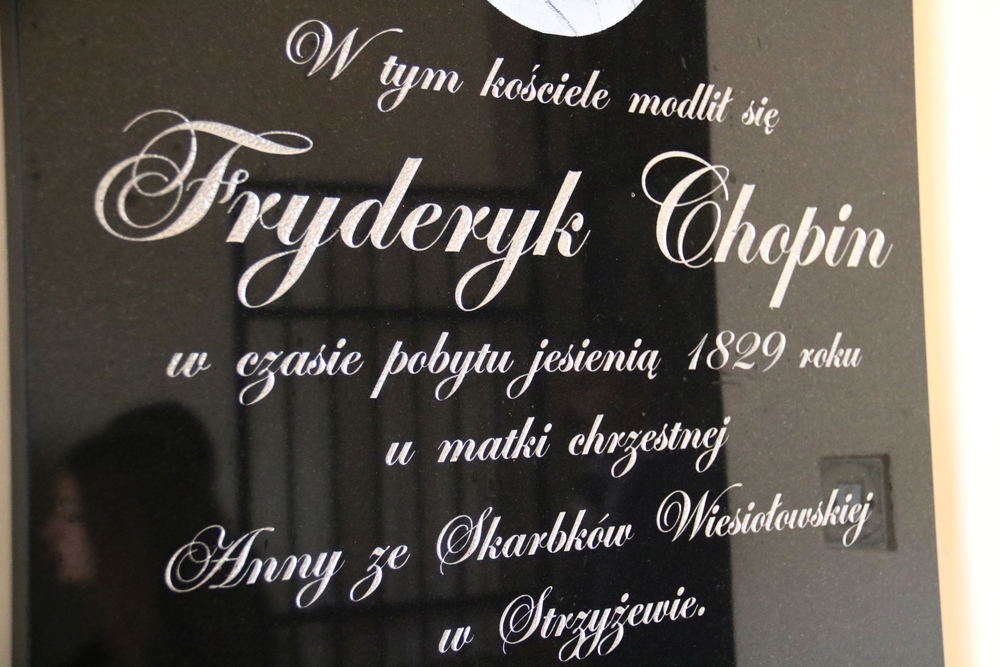 W tym kościele modlił się
Fryderyk Chopin
w czasie pobytu jesienią 1829 roku
u matki chrzestnej
Anny ze Skarbków Wiesiołowskiej
w Strzyżewie.